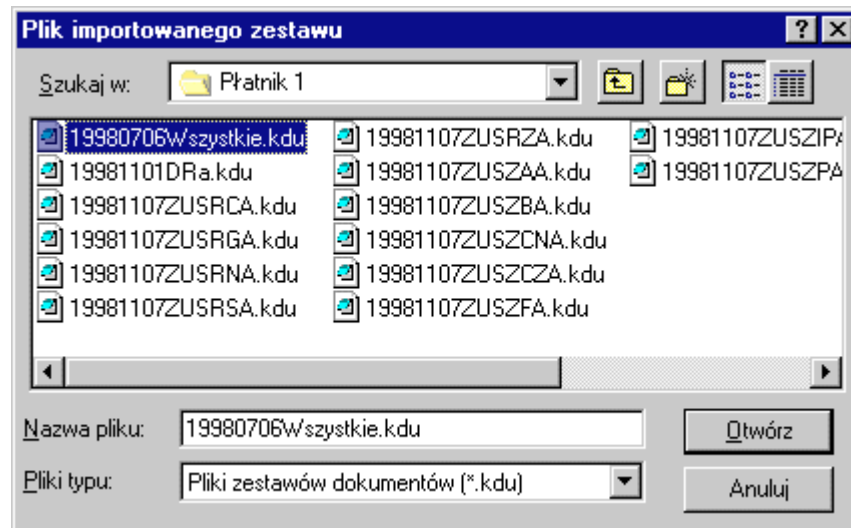 Plik importowanego zestawu
Szukaj w: Płatnik 1
19980706Wszystkie.kdu 19981107ZUSRZA.kdu 19981107ZUSZIPA
19981101DRa.kdu 19981107ZUSZAA.kdu 19981107ZUSZPA
19981107ZUSRCA.kdu 19981107ZUSZBA.kdu
19981107ZUSRGA.kdu 19981107ZUSZCNA.kdu
19981107ZUSRNA.kdu 19981107ZUSZCZA.kdu
19981107ZUSRSA.kdu 19981107ZUSZFA.kdu
Nazwa pliku: 19980706Wszystkie.kdu Otwórz
Pliki typu: Pliki zestawów dokumentów (*.kdu) Anuluj